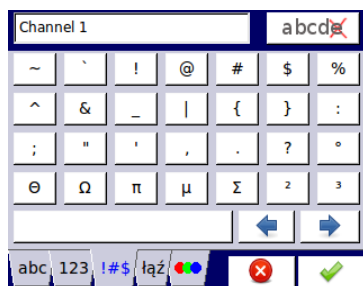 Channel 1 abcde
~ ` ! @ # $ %
^ & _ | { } :
; " ' , . ? °
Θ Ω π μ Σ ² ³
abc 123 !#$ łąź